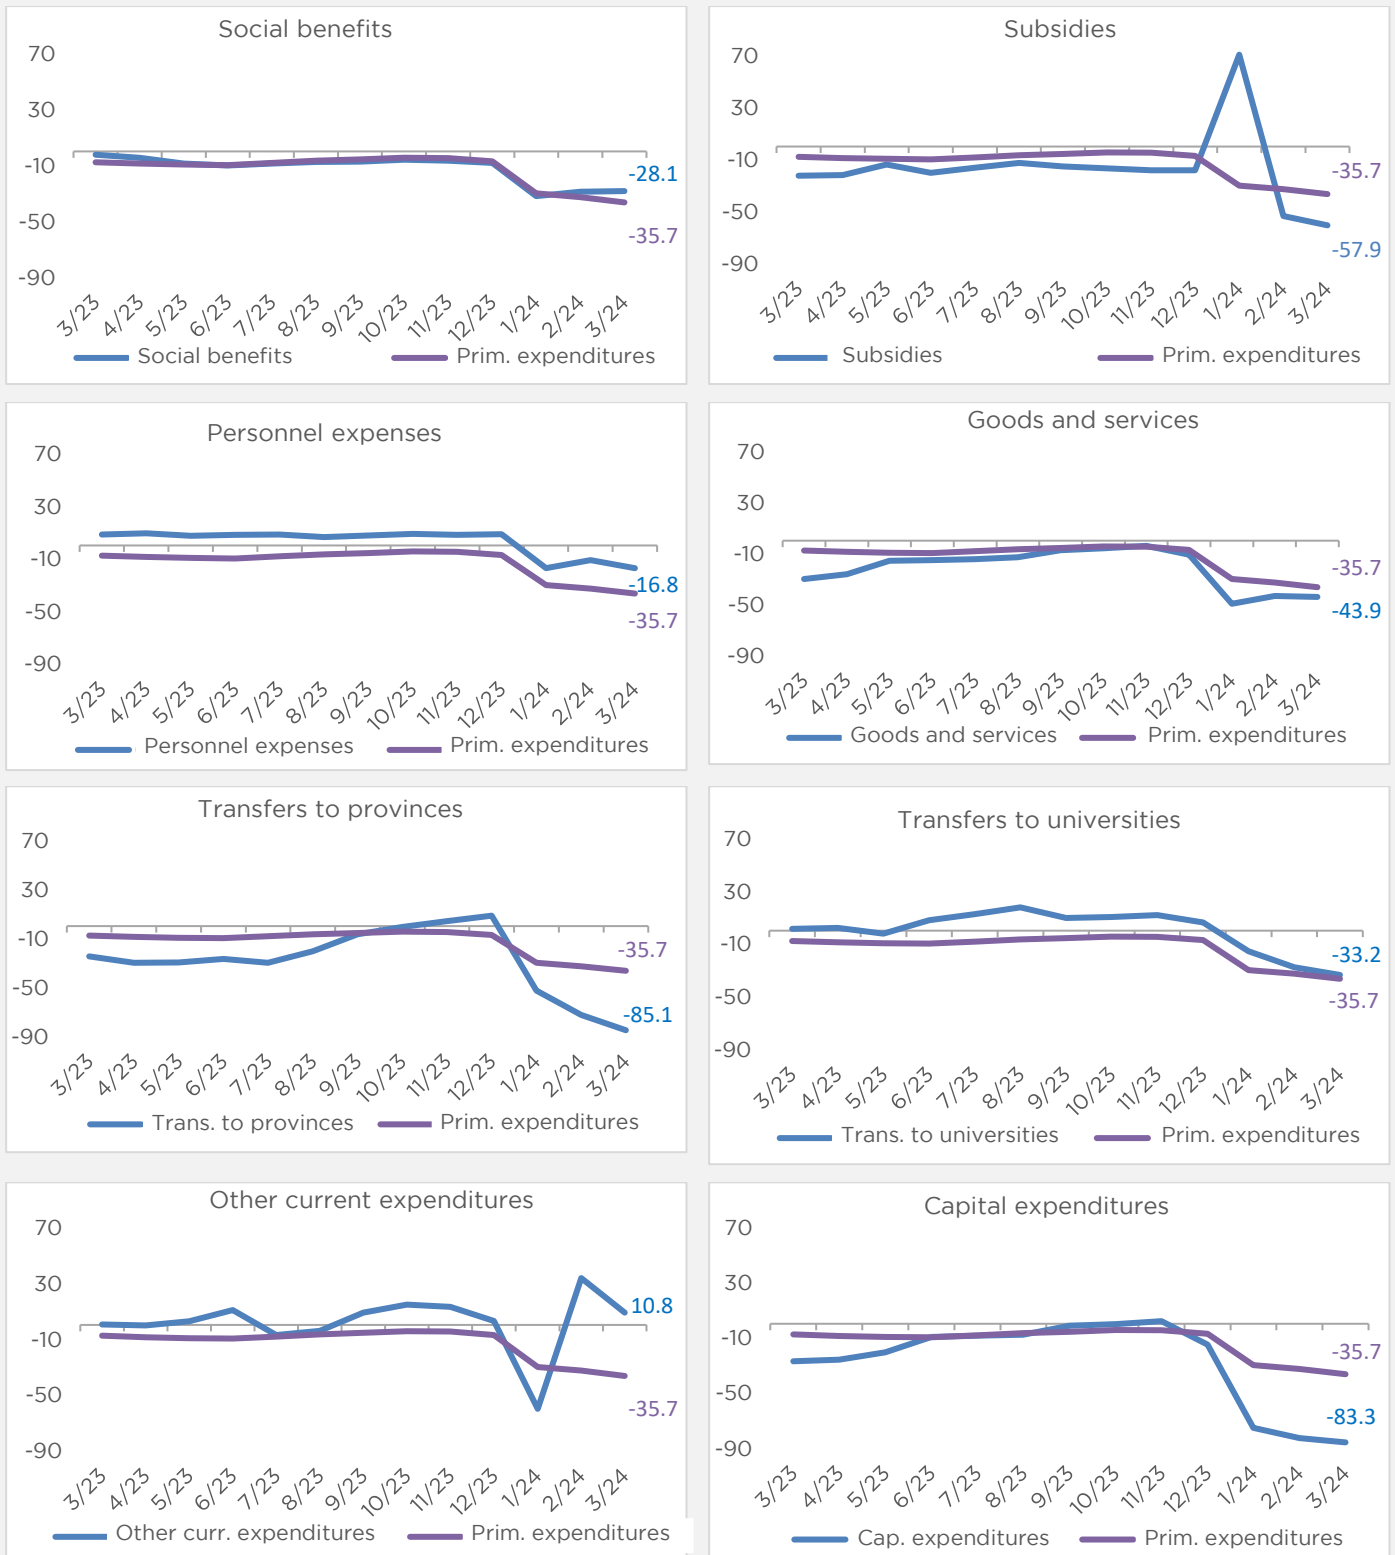 Social benefits
70
30
-10
-50
-90
-28.1
-35.7
3/23 4/23 5/23 6/23 7/23 8/23 9/23 10/23 11/23 12/23 1/24 2/24 3/24
Social benefits Prim. expenditures
Subsidies
70
30
-10
-50
-90
-35.7
-57.9
3/23 4/23 5/23 6/23 7/23 8/23 9/23 10/23 11/23 12/23 1/24 2/24 3/24
Subsidies Prim. expenditures
Personnel expenses
70
30
-10
-50
-90
-16.8
-35.7
3/23 4/23 5/23 6/23 7/23 8/23 9/23 10/23 11/23 12/23 1/24 2/24 3/24
Personnel expenses Prim. expenditures
Goods and services
70
30
-10
-50
-90
-35.7
-43.9
3/23 4/23 5/23 6/23 7/23 8/23 9/23 10/23 11/23 12/23 1/24 2/24 3/24
Goods and services Prim. expenditures
Transfers to provinces
70
30
-10
-50
-90
-35.7
-85.1
3/23 4/23 5/23 6/23 7/23 8/23 9/23 10/23 11/23 12/23 1/24 2/24 3/24
Trans. to provinces Prim. expenditures
Transfers to universities
70
30
-10
-50
-90
-33.2
-35.7
3/23 4/23 5/23 6/23 7/23 8/23 9/23 10/23 11/23 12/23 1/24 2/24 3/24
Trans. to universities Prim. expenditures
Other current expenditures
70
30
-10
-50
-90
10.8
-35.7
3/23 4/23 5/23 6/23 7/23 8/23 9/23 10/23 11/23 12/23 1/24 2/24 3/24
Other curr. expenditures Prim. expenditures
Capital expenditures
70
30
-10
-50
-90
-35.7
-83.3
3/23 4/23 5/23 6/23 7/23 8/23 9/23 10/23 11/23 12/23 1/24 2/24 3/24
Cap. expenditures Prim. expenditures